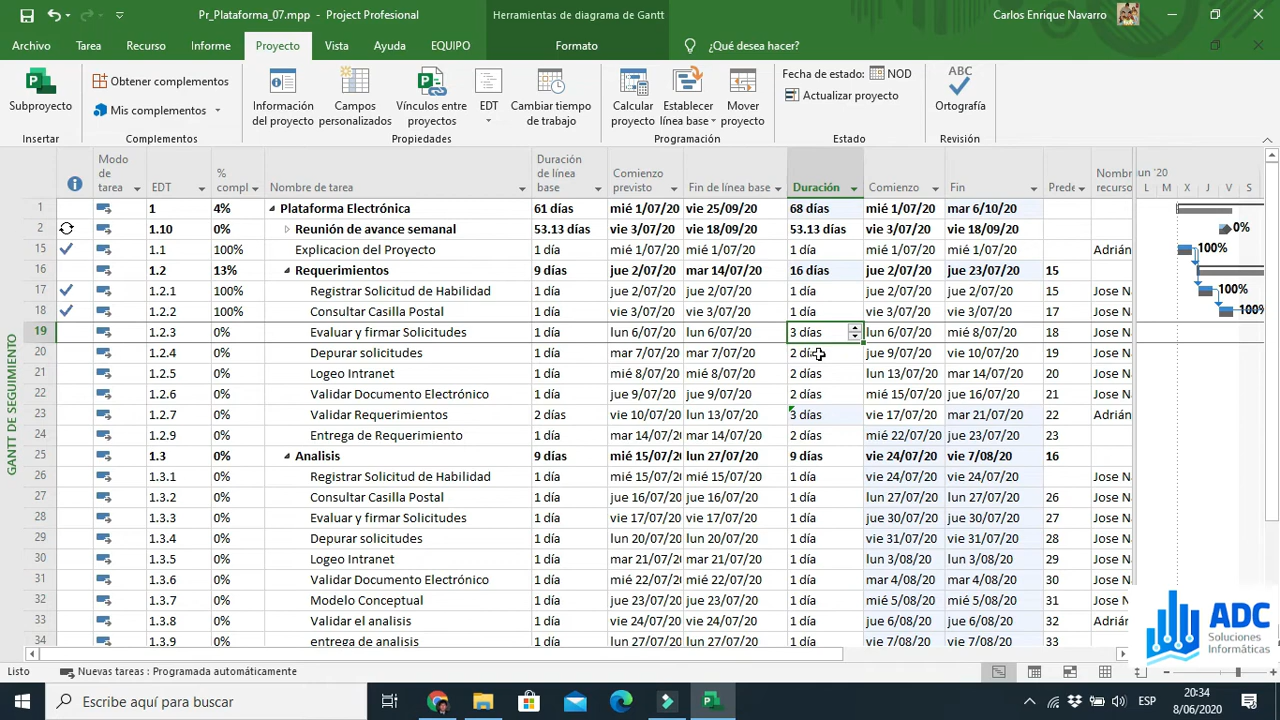 Pr_Plataforma_07.mpp - Project Profesional
Herramientas de diagrama de Gantt
Carlos Enrique Navarro
Archivo Tarea Recurso Informe Proyecto Vista Ayuda EQUIPO Formato ¿Qué desea hacer?
Subproyecto
Insertar
Obtener complementos
Mis complementos
Complementos
Información del proyecto
Campos personalizados
Vínculos entre proyectos
EDT
Cambiar tiempo de trabajo
Propiedades
Calcular proyecto
Establecer línea base
Mover proyecto
Programación
Fecha de estado: NOD
Actualizar proyecto
Estado
ABC
Ortografía
Revisión
Modo de tarea EDT % compl Nombre de tarea Duración de línea base Comienzo previsto Fin de línea base Duración Comienzo Fin Prede Nombr recurso un '20
L M X J V S
1 1 4% Plataforma Electrónica 61 días mié 1/07/20 vie 25/09/20 68 días mié 1/07/20 mar 6/10/20
2 1.10 0% Reunión de avance semanal 53.13 días vie 3/07/20 vie 18/09/20 53.13 días vie 3/07/20 vie 18/09/20 0%
15 1.1 100% Explicacion del Proyecto 1 día mié 1/07/20 mié 1/07/20 1 día mié 1/07/20 mié 1/07/20 Adrián 100%
16 1.2 13% Requerimientos 9 días jue 2/07/20 mar 14/07/20 16 días jue 2/07/20 jue 23/07/20 15
17 1.2.1 100% Registrar Solicitud de Habilidad 1 día jue 2/07/20 jue 2/07/20 1 día jue 2/07/20 jue 2/07/20 15 Jose N 100%
18 1.2.2 100% Consultar Casilla Postal 1 día vie 3/07/20 vie 3/07/20 1 día vie 3/07/20 vie 3/07/20 17 Jose N 100%
19 1.2.3 0% Evaluar y firmar Solicitudes 1 día lun 6/07/20 lun 6/07/20 3 días lun 6/07/20 mié 8/07/20 18 Jose N
20 1.2.4 0% Depurar solicitudes 1 día mar 7/07/20 mar 7/07/20 2 días jue 9/07/20 vie 10/07/20 19 Jose N
21 1.2.5 0% Logeo Intranet 1 día mié 8/07/20 mié 8/07/20 2 días lun 13/07/20 mar 14/07/20 20 Jose N
22 1.2.6 0% Validar Documento Electrónico 1 día jue 9/07/20 jue 9/07/20 2 días mié 15/07/20 jue 16/07/20 21 Jose N
23 1.2.7 0% Validar Requerimientos 2 días vie 10/07/20 lun 13/07/20 3 días vie 17/07/20 mar 21/07/20 22 Adrián
24 1.2.9 0% Entrega de Requerimiento 1 día mar 14/07/20 mar 14/07/20 2 días mié 22/07/20 jue 23/07/20 23
25 1.3 0% Analisis 9 días mié 15/07/20 lun 27/07/20 9 días vie 24/07/20 vie 7/08/20 16
26 1.3.1 0% Registrar Solicitud de Habilidad 1 día mié 15/07/20 mié 15/07/20 1 día vie 24/07/20 vie 24/07/20 Jose N
27 1.3.2 0% Consultar Casilla Postal 1 día jue 16/07/20 jue 16/07/20 1 día lun 27/07/20 lun 27/07/20 26 Jose N
28 1.3.3 0% Evaluar y firmar Solicitudes 1 día vie 17/07/20 vie 17/07/20 1 día jue 30/07/20 jue 30/07/20 27 Jose N
29 1.3.4 0% Depurar solicitudes 1 día lun 20/07/20 lun 20/07/20 1 día vie 31/07/20 vie 31/07/20 28 Jose N
30 1.3.5 0% Logeo Intranet 1 día mar 21/07/20 mar 21/07/20 1 día lun 3/08/20 lun 3/08/20 29 Jose N
31 1.3.6 0% Validar Documento Electrónico 1 día mié 22/07/20 mié 22/07/20 1 día mar 4/08/20 mar 4/08/20 30 Jose N
32 1.3.7 0% Modelo Conceptual 1 día jue 23/07/20 jue 23/07/20 1 día mié 5/08/20 mié 5/08/20 31 Jose N
33 1.3.8 0% Validar el analisis 1 día vie 24/07/20 vie 24/07/20 1 día jue 6/08/20 jue 6/08/20 32 Adriá
34 1.3.9 0% entrega de analisis 1 día lun 27/07/20 lun 27/07/20 1 día vie 7/08/20 vie 7/08/20 33
GANTT DE SEGUIMIENTO
ADC
Soluciones
Informáticas
Listo Nuevas tareas : Programada automáticamente
Escribe aquí para buscar
ESP
20:34
8/06/2020